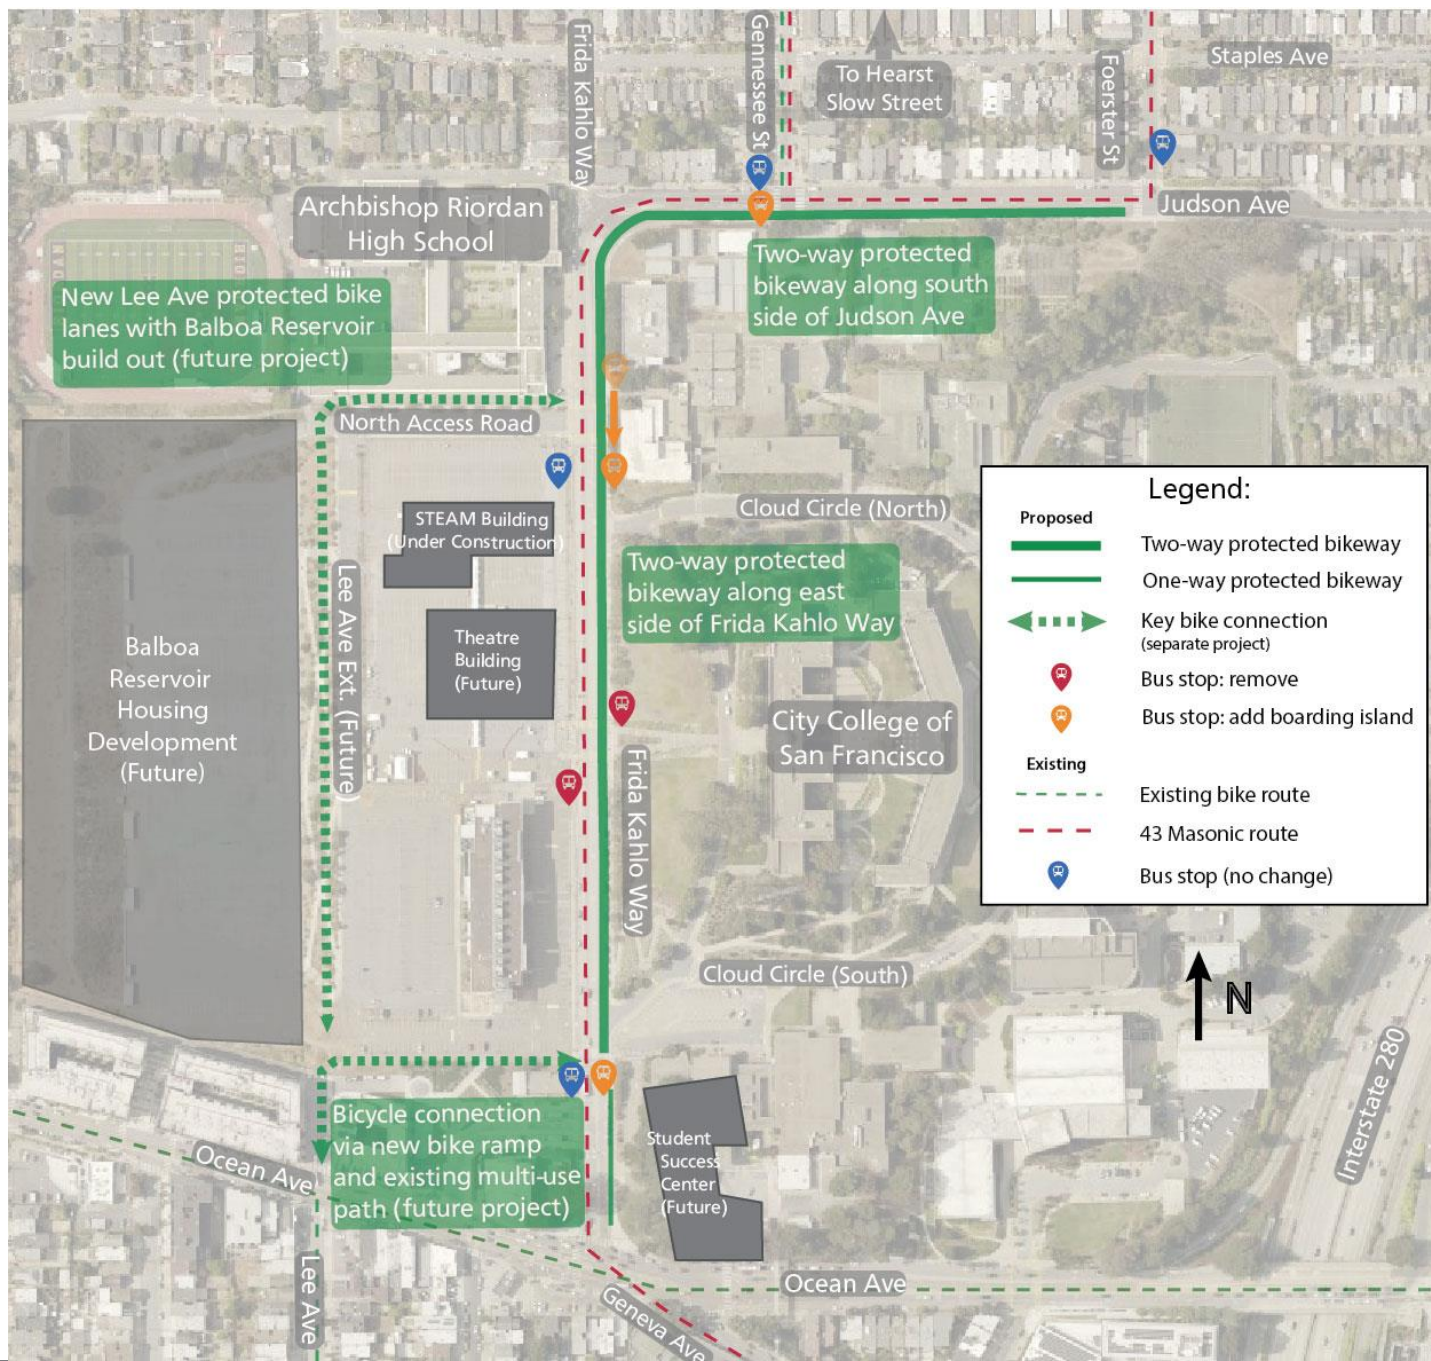 Frida Kahlo Way
Gennessee St
To Hearst
Slow Street
Foerster St
Staples Ave
Judson Ave
Archbishop Riordan
High School
Two-way protected
bikeway along south
side of Judson Ave
New Lee Ave protected bike
lanes with Balboa Reservoir
build out (future project)
North Access Road
Cloud Circle (North)
STEAM Building
(Under Construction)
Two-way protected
bikeway along east
side of Frida Kahlo Way
Lee Ave Ext. (Future)
Theatre
Building
(Future)
Balboa
Reservoir
Housing
Development
(Future)
City College of
San Francisco
Frida Kahlo Way
Cloud Circle (South)
Legend:
Proposed
Two-way protected bikeway
One-way protected bikeway
Key bike connection
(separate project)
Bus stop: remove
Bus stop: add boarding island
Existing
Existing bike route
43 Masonic route
Bus stop (no change)
N
Interstate 280
Bicycle connection
via new bike ramp
and existing multi-use
path (future project)
Student
Success
Center
(Future)
Ocean Ave
Lee Ave
Ocean Ave
Geneva Ave